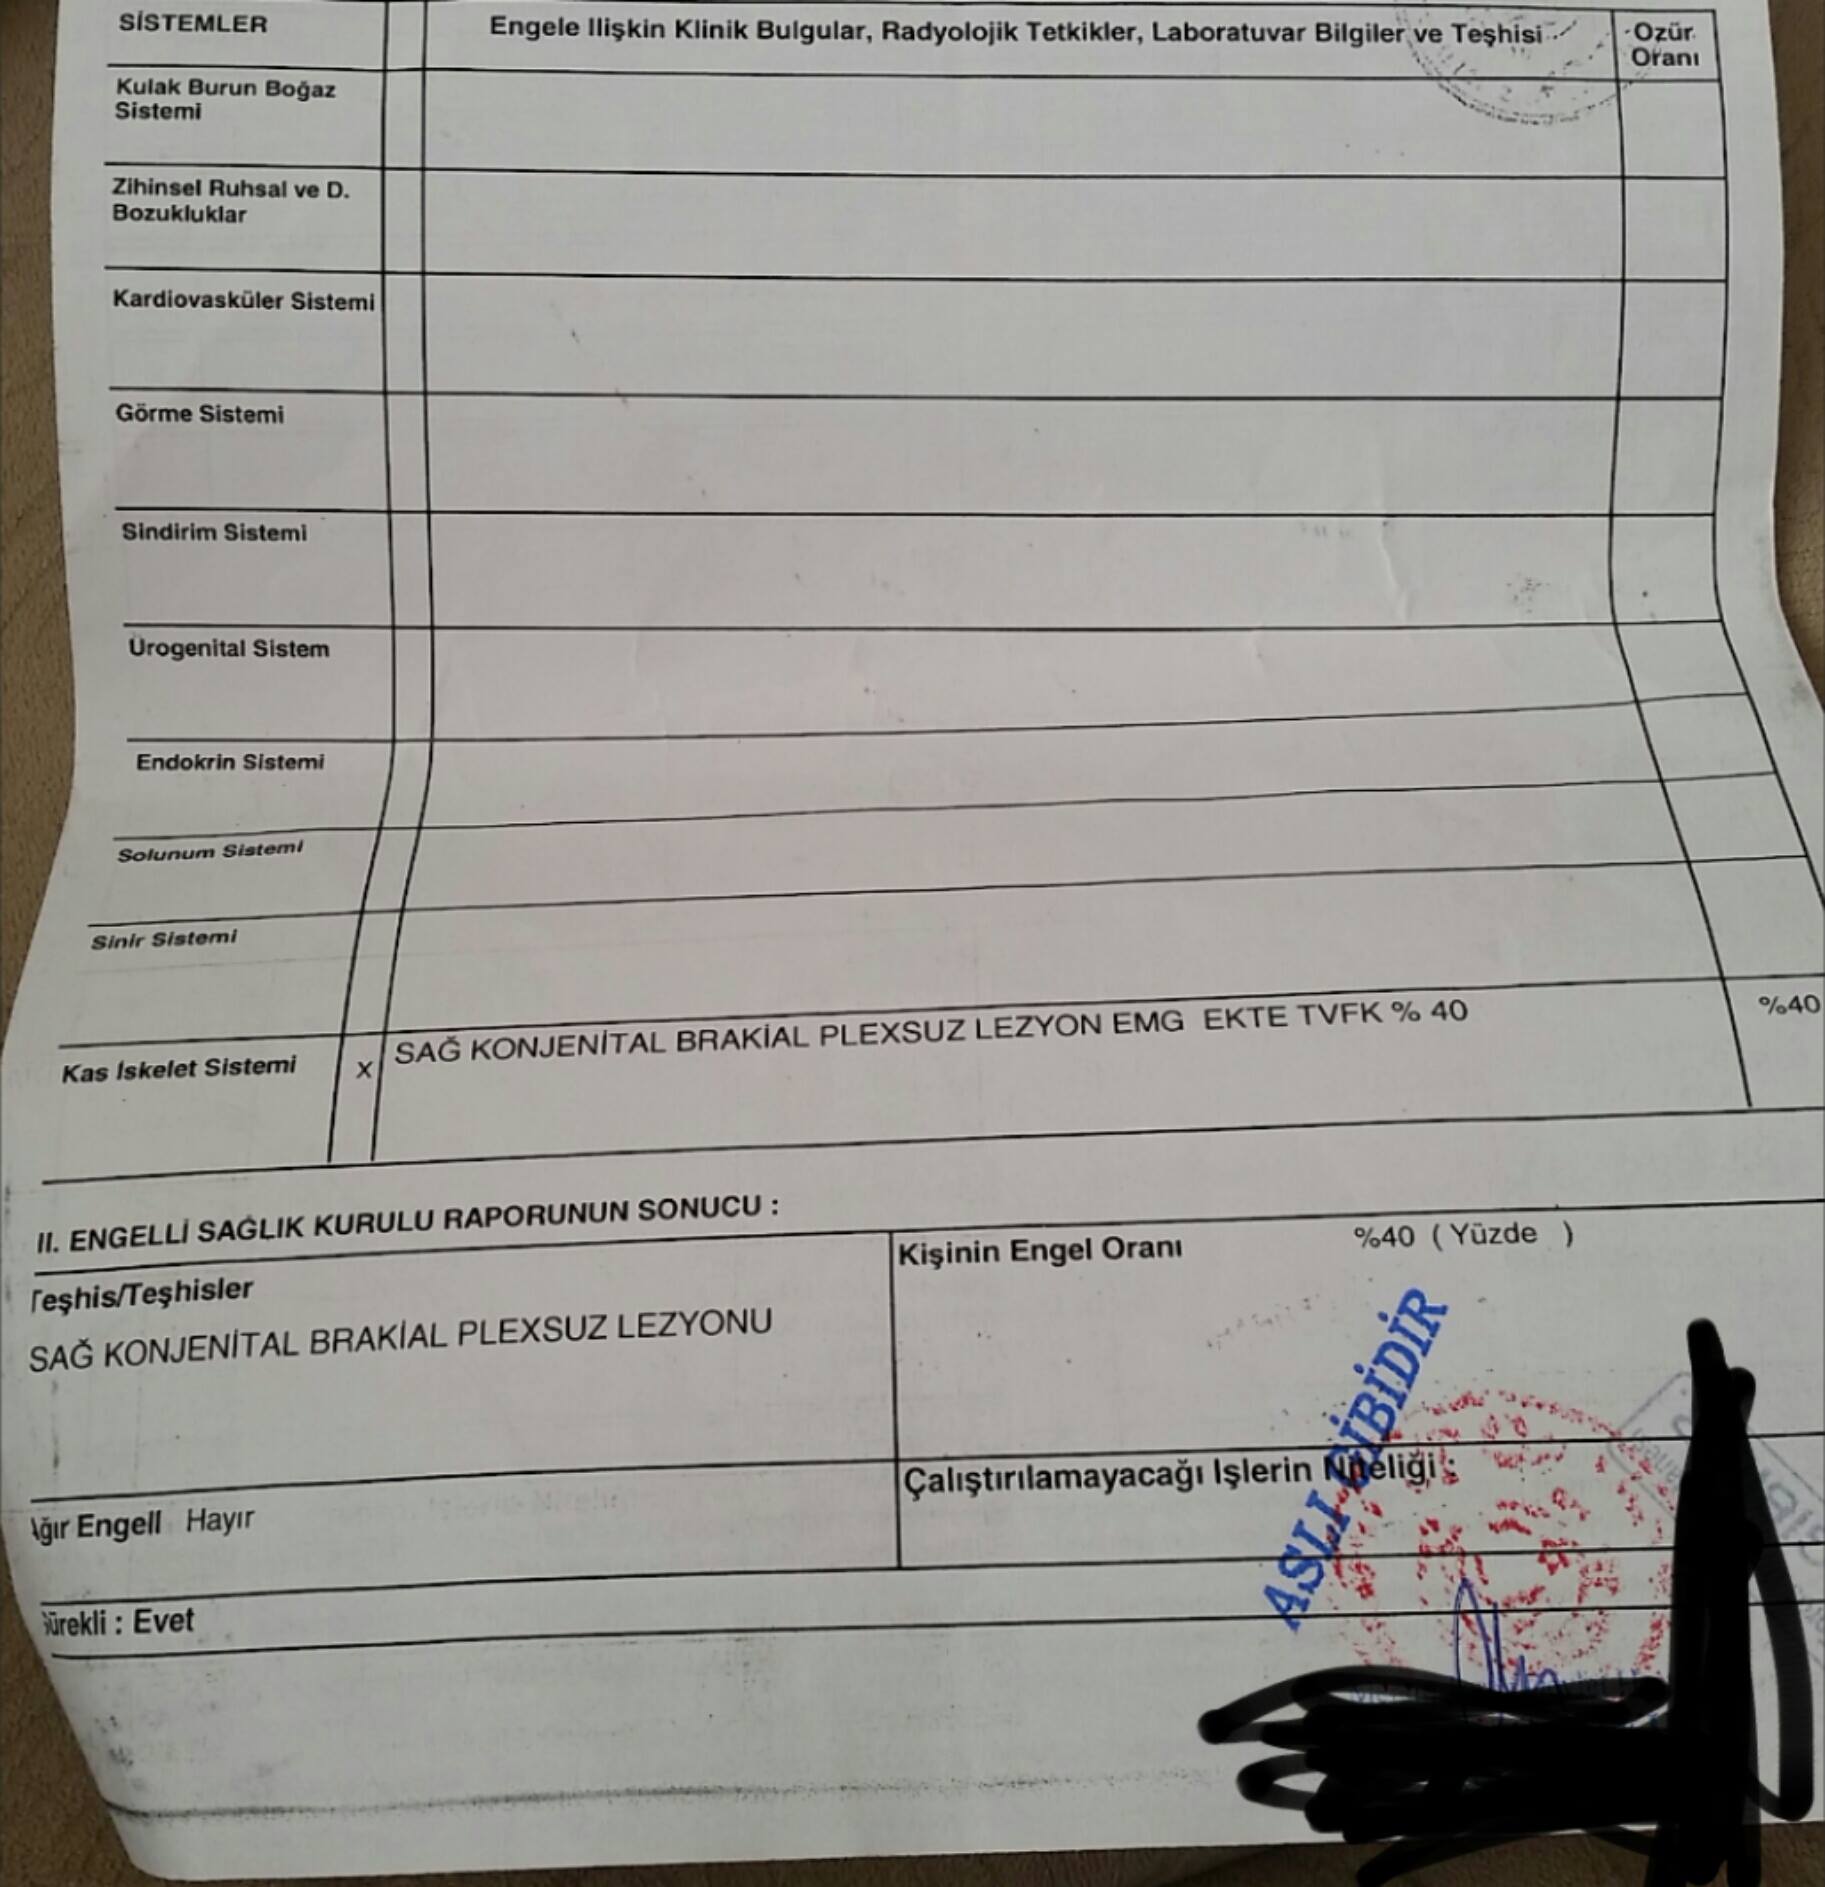 SİSTEMLER
Engele Ilişkin Klinik Bulgular, Radyolojik Tetkikler, Laboratuvar Bilgiler ve Teşhisi
Ozür
Oranı
Kulak Burun Boğaz
Sistemi
Zihinsel Ruhsal ve D.
Bozukluklar
Kardiovasküler Sistemi
Görme Sistemi
Sindirim Sistemi
Ürogenital Sistem
Endokrin Sistemi
Solunum Sistemi
Sinir Sistemi
Kas İskelet Sistemi
x
SAĞ KONJENİTAL BRAKİAL PLEXSUZ LEZYON EMG EKTE TVFK % 40
%40
II. ENGELLİ SAĞLIK KURULU RAPORUNUN SONUCU :
Teşhis/Teşhisler
SAĞ KONJENİTAL BRAKİAL PLEXSUZ LEZYONU
Kişinin Engel Oranı
%40 ( Yüzde )
Çalıştırılamayacağı Işlerin Niteliği :
Ağır Engell Hayır
Sürekli : Evet
ASLI GİBİDİR